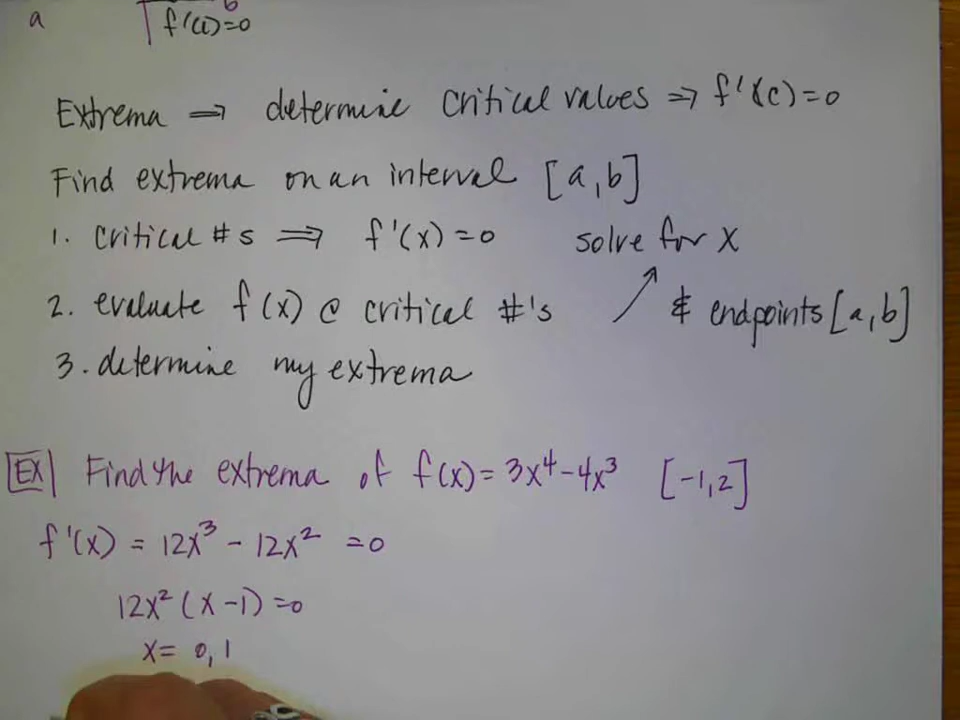 a b
f'(c)=0
Extrema ⇒ determine critical values ⇒ f'(c)=0
Find extrema on an interval [a,b]
1. critical #s ⇒ f'(x)=0 solve for x
2. evaluate f(x) @ critical #'s & endpoints [a,b]
3. determine my extrema
EX Find the extrema of f(x)=3x⁴-4x³ [-1,2]
f'(x) = 12x³ - 12x² =0
12x² (x-1)=0
x= 0,1